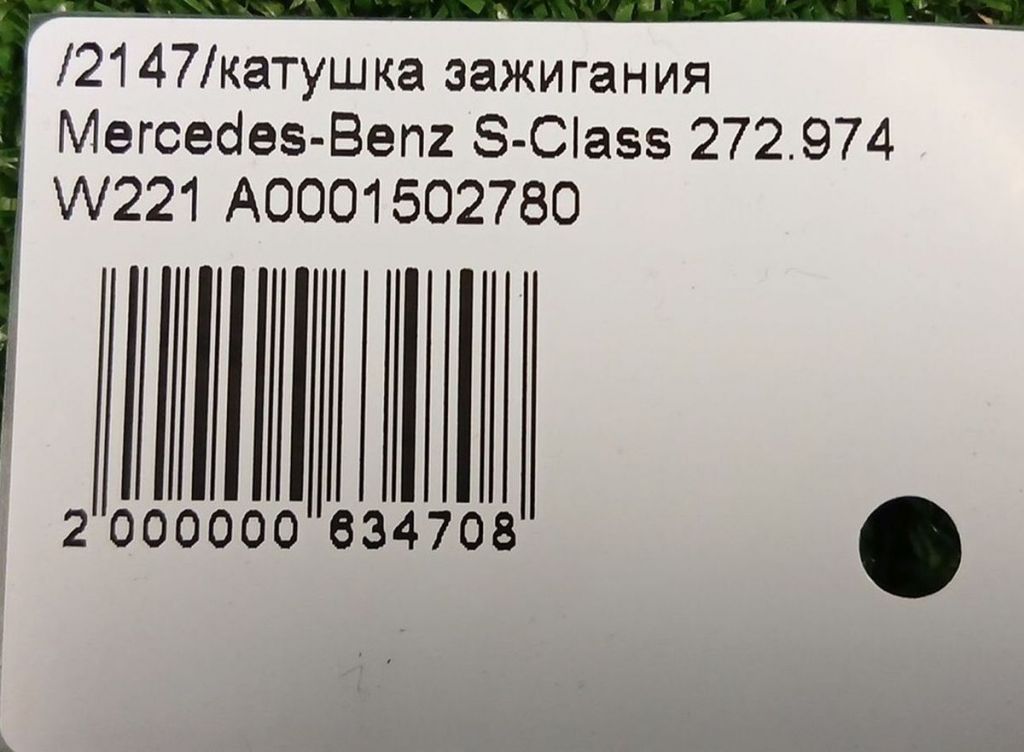 /2147/катушка зажигания
Mercedes-Benz S-Class 272.974
W221 A0001502780
2 000000 634708